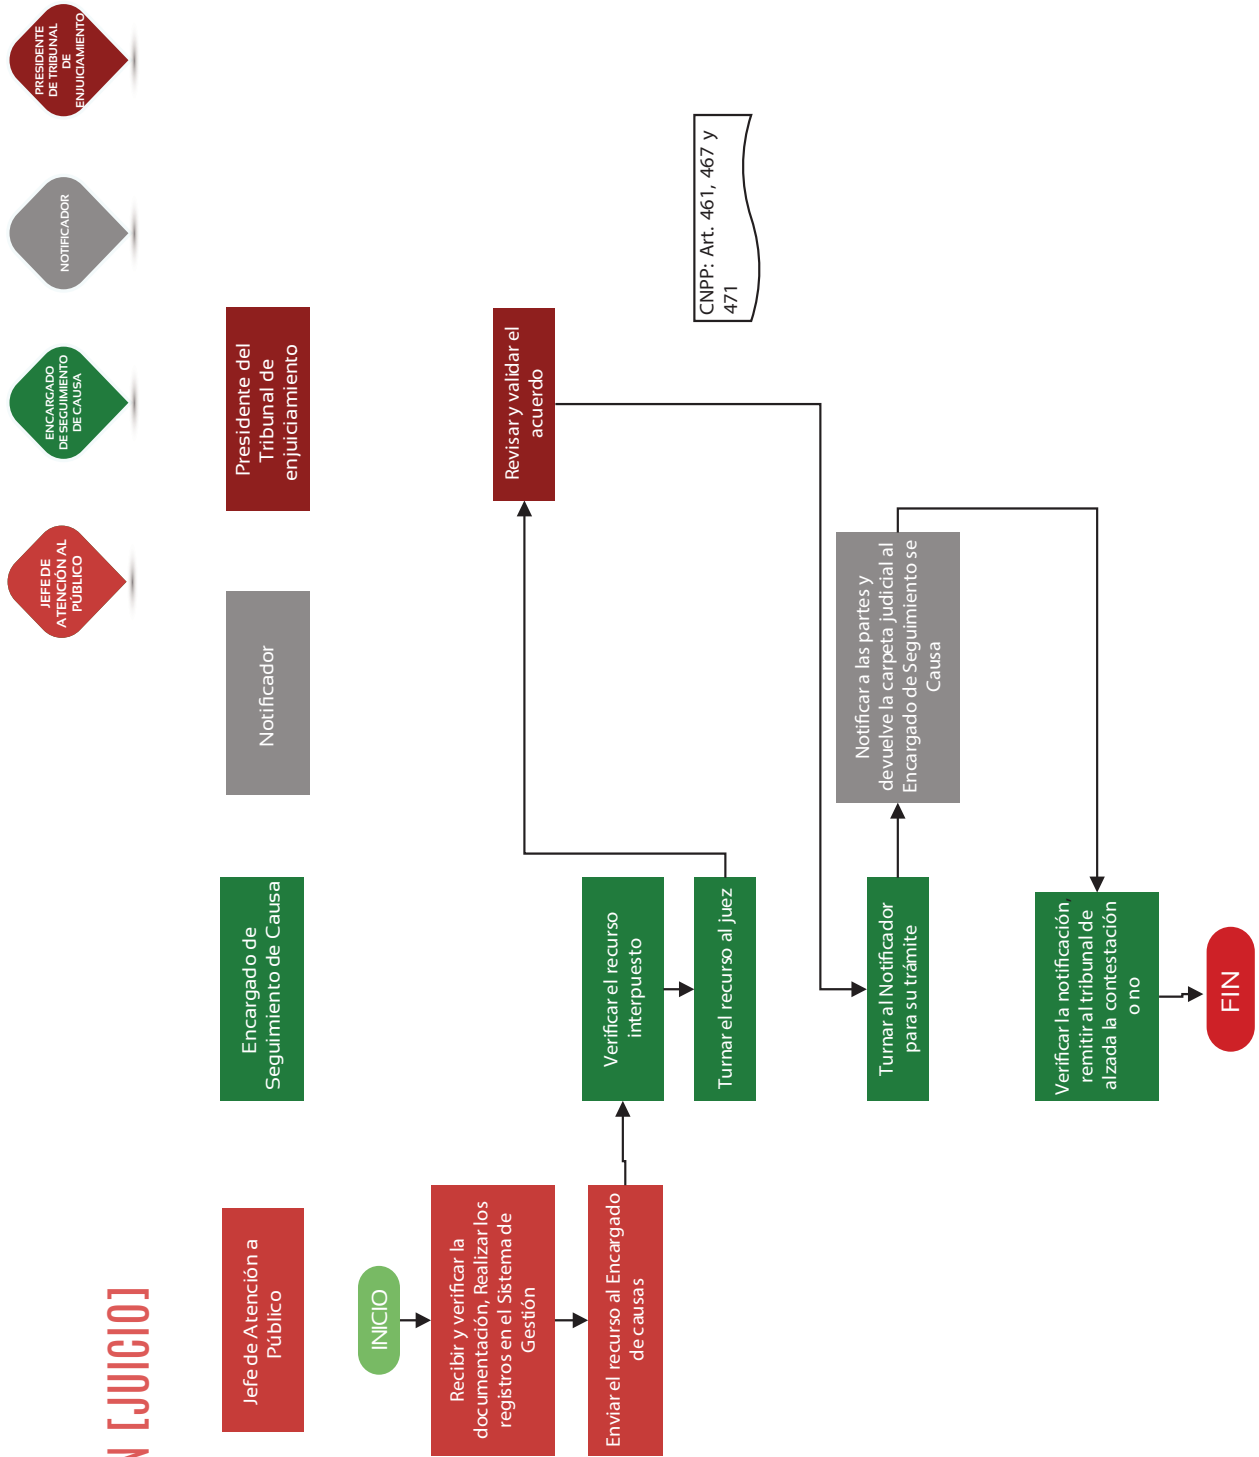 N [JUICIO]
JEFE DE
ATENCIÓN AL
PÚBLICO
ENCARGADO
DE SEGUIMIENTO
DE CAUSA
NOTIFICADOR
PRESIDENTE
DE TRIBUNAL
DE
ENJUICIAMIENTO
Jefe de Atención a
Público
Encargado de
Seguimiento de Causa
Notificador
Presidente del
Tribunal de
enjuiciamiento
INICIO
Recibir y verificar la
documentación, Realizar los
registros en el Sistema de
Gestión
Enviar el recurso al Encargado
de causas
Verificar el recurso
interpuesto
Turnar el recurso al juez
Revisar y validar el
acuerdo
CNPP: Art. 461, 467 y
471
Turnar al Notificador
para su trámite
Notificar a las partes y
devuelve la carpeta judicial al
Encargado de Seguimiento se
Causa
Verificar la notificación,
remitir al tribunal de
alzada la contestación
o no
FIN